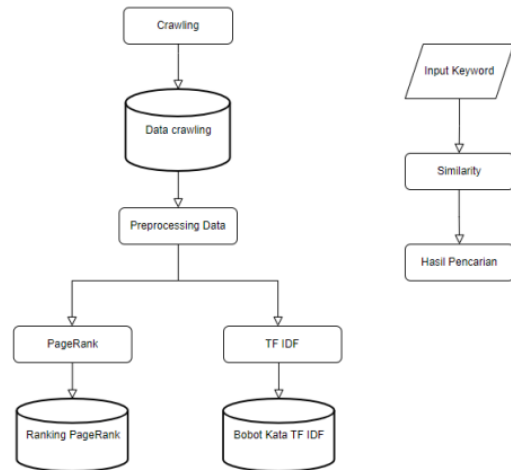 Crawling
Data crawling
Preprocessing Data
PageRank
TF IDF
Ranking PageRank
Bobot Kata TF IDF
Input Keyword
Similarity
Hasil Pencarian